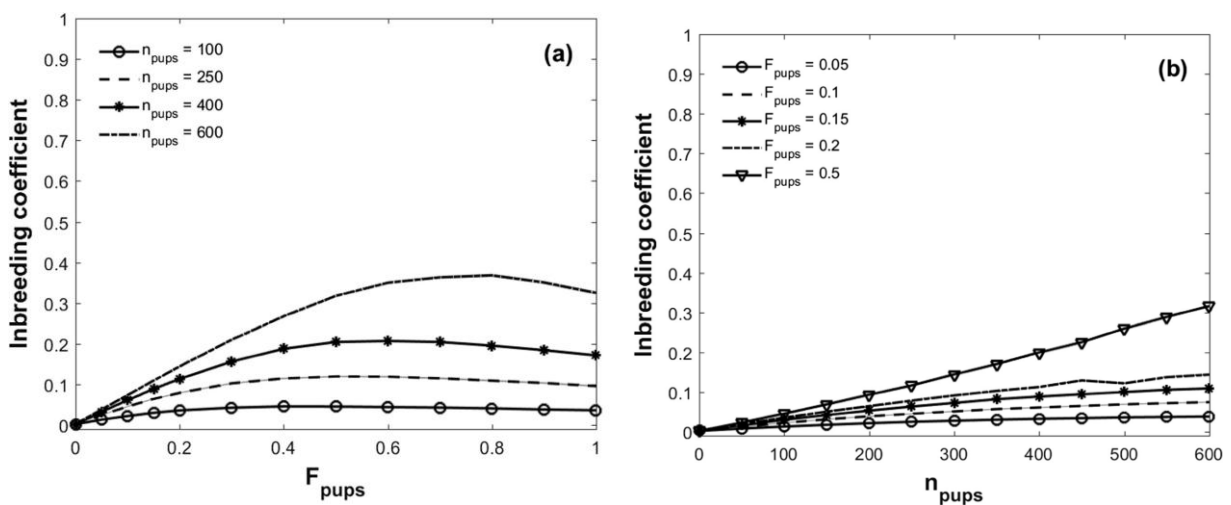 (a)
Inbreeding coefficient
1
0.9
0.8
0.7
0.6
0.5
0.4
0.3
0.2
0.1
0
n_pups = 100
n_pups = 250
n_pups = 400
n_pups = 600
0 0.2 0.4 0.6 0.8 1
F_pups
(b)
Inbreeding coefficient
1
0.9
0.8
0.7
0.6
0.5
0.4
0.3
0.2
0.1
0
F_pups = 0.05
F_pups = 0.1
F_pups = 0.15
F_pups = 0.2
F_pups = 0.5
0 100 200 300 400 500 600
n_pups